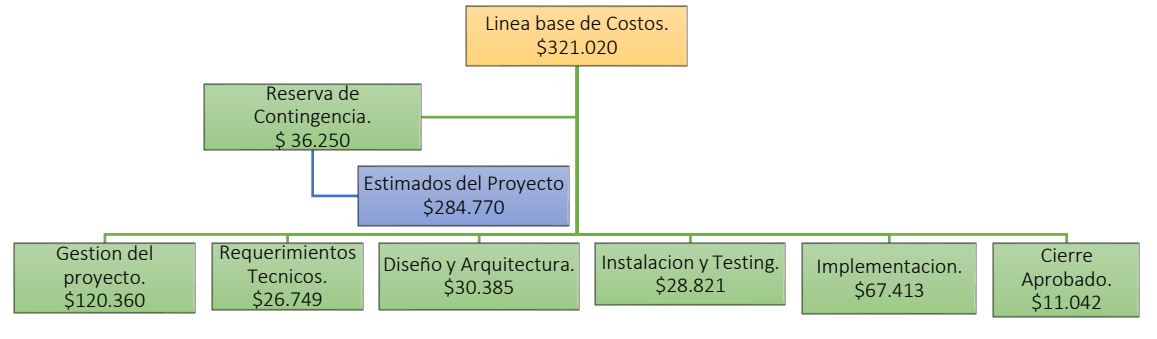 Linea base de Costos.
$321.020
Reserva de
Contingencia.
$ 36.250
Estimados del Proyecto
$284.770
Gestion del
proyecto.
$120.360
Requerimientos
Tecnicos.
$26.749
Diseño y Arquitectura.
$30.385
Instalacion y Testing.
$28.821
Implementacion.
$67.413
Cierre
Aprobado.
$11.042